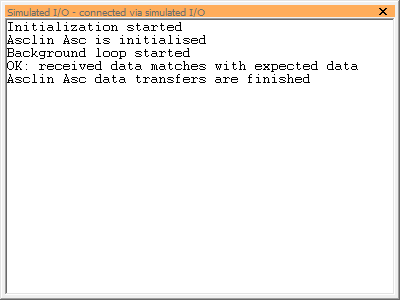 Simulated I/O - connected via simulated I/O
Initialization started
Asclin Asc is initialised
Background loop started
OK: received data matches with expected data
Asclin Asc data transfers are finished